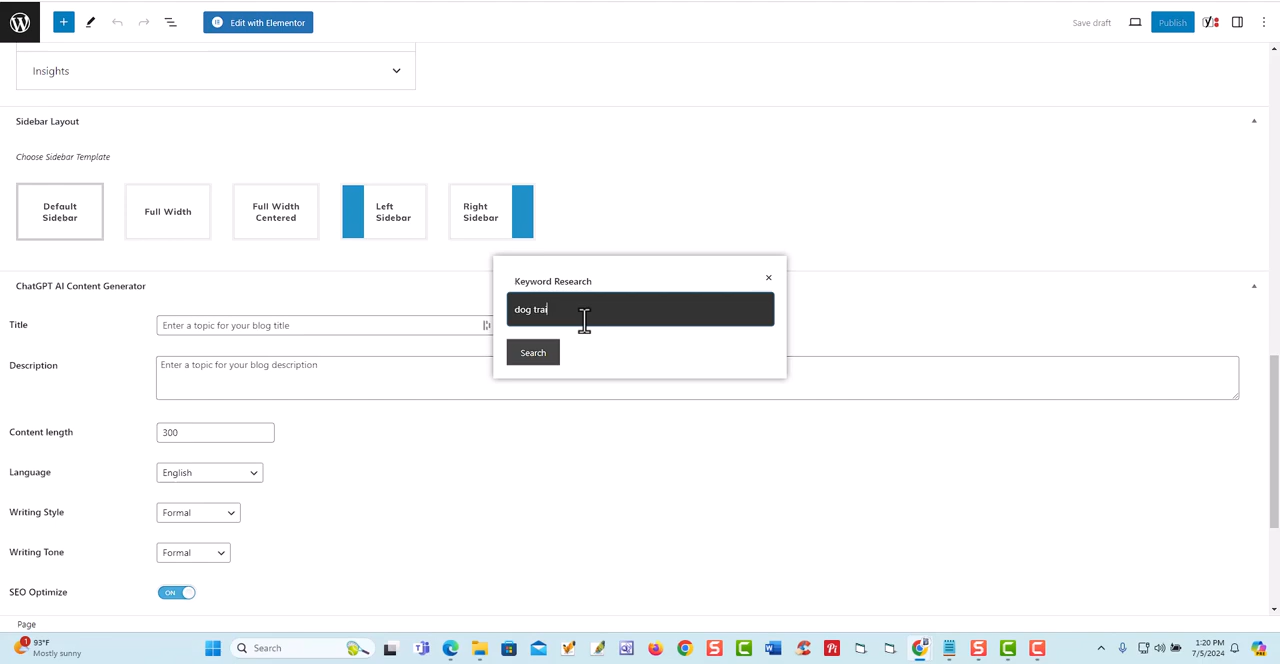 Edit with Elementor
Save draft
Publish
Insights
Sidebar Layout
Choose Sidebar Template
Default
Sidebar
Full Width
Full Width
Centered
Left
Sidebar
Right
Sidebar
Keyword Research
×
dog trai
Search
ChatGPT AI Content Generator
Title
Enter a topic for your blog title
Description
Enter a topic for your blog description
Content length
300
Language
English
Writing Style
Formal
Writing Tone
Formal
SEO Optimize
ON
Page
93°F
Mostly sunny
Search
1:20 PM
7/5/2024